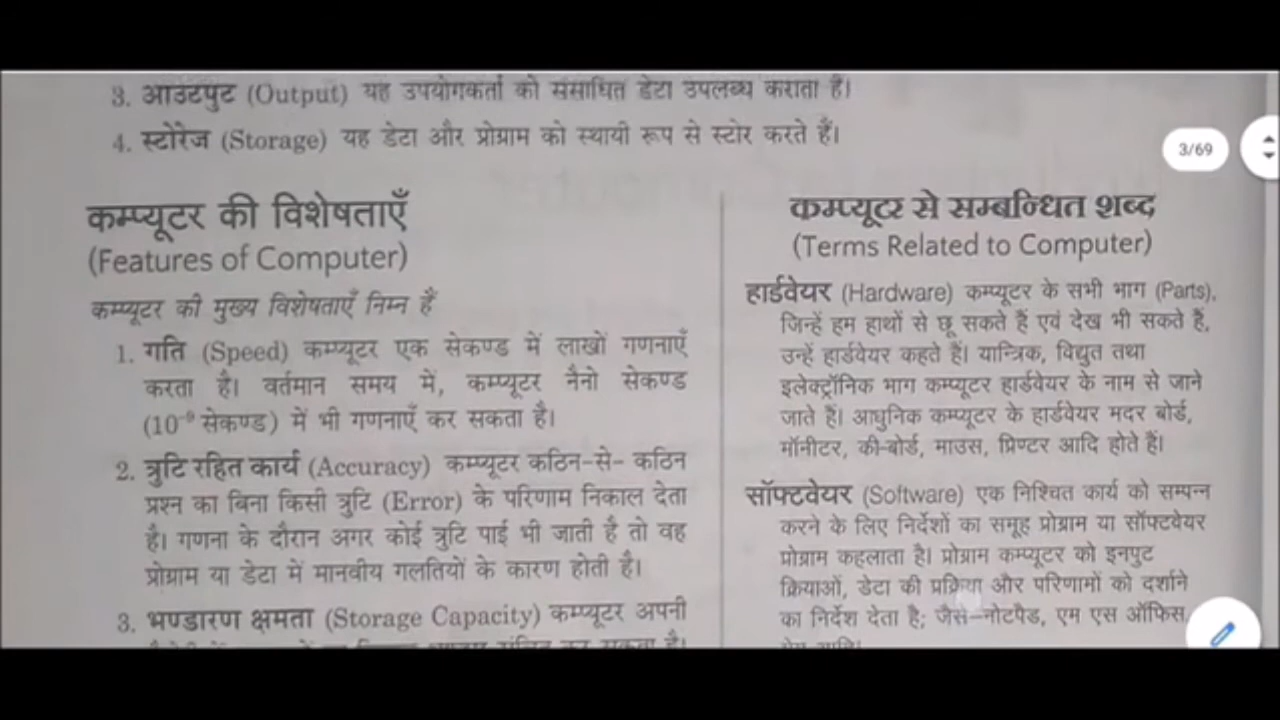 3. आउटपुट (Output) यह उपयोगकर्ता को संसाधित डेटा उपलब्ध कराता है।
4. स्टोरेज (Storage) यह डेटा और प्रोग्राम को स्थायी रूप से स्टोर करते हैं।
3/69
कम्प्यूटर की विशेषताएँ
(Features of Computer)
कम्प्यूटर की मुख्य विशेषताएँ निम्न हैं
1. गति (Speed) कम्प्यूटर एक सेकण्ड में लाखों गणनाएँ
करता है। वर्तमान समय में, कम्प्यूटर नैनो सेकण्ड
(10⁻⁹ सेकण्ड) में भी गणनाएँ कर सकता है।
2. त्रुटि रहित कार्य (Accuracy) कम्प्यूटर कठिन-से- कठिन
प्रश्न का बिना किसी त्रुटि (Error) के परिणाम निकाल देता
है। गणना के दौरान अगर कोई त्रुटि पाई भी जाती है तो वह
प्रोग्राम या डेटा में मानवीय गलतियों के कारण होती है।
3. भण्डारण क्षमता (Storage Capacity) कम्प्यूटर अपनी
कम्प्यूटर से सम्बन्धित शब्द
(Terms Related to Computer)
हार्डवेयर (Hardware) कम्प्यूटर के सभी भाग (Parts),
जिन्हें हम हाथों से छू सकते हैं एवं देख भी सकते हैं,
उन्हें हार्डवेयर कहते हैं। यान्त्रिक, विद्युत तथा
इलेक्ट्रॉनिक भाग कम्प्यूटर हार्डवेयर के नाम से जाने
जाते हैं। आधुनिक कम्प्यूटर के हार्डवेयर मदर बोर्ड,
मॉनीटर, की-बोर्ड, माउस, प्रिण्टर आदि होते हैं।
सॉफ्टवेयर (Software) एक निश्चित कार्य को सम्पन्न
करने के लिए निर्देशों का समूह प्रोग्राम या सॉफ्टवेयर
प्रोग्राम कहलाता है। प्रोग्राम कम्प्यूटर को इनपुट
क्रियाओं, डेटा की प्रक्रिया और परिणामों को दर्शाने
का निर्देश देता है; जैसे-नोटपैड, एम एस ऑफिस,